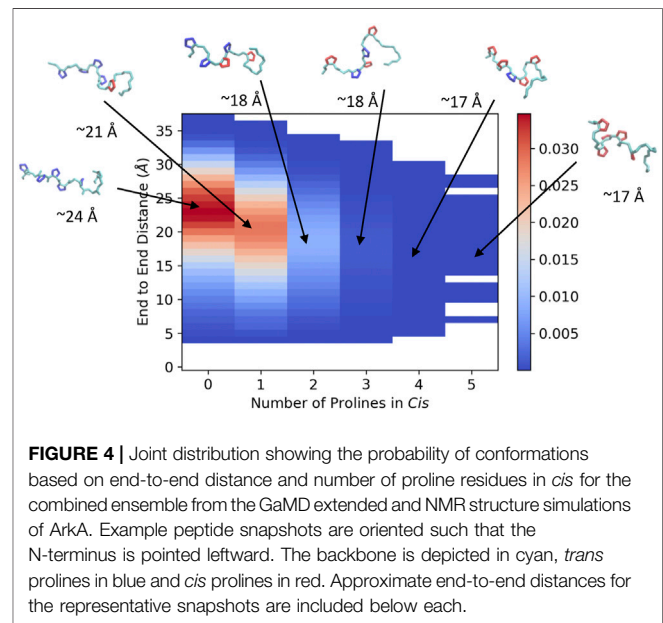 ~18 Å
~18 Å
~17 Å
~21 Å
~17 Å
~24 Å
End to End Distance (Å)
35
30
25
20
15
10
5
0
0 1 2 3 4 5
Number of Prolines in Cis
0.030
0.025
0.020
0.015
0.010
0.005
FIGURE 4 | Joint distribution showing the probability of conformations
based on end-to-end distance and number of proline residues in cis for the
combined ensemble from the GaMD extended and NMR structure simulations
of ArkA. Example peptide snapshots are oriented such that the
N-terminus is pointed leftward. The backbone is depicted in cyan, trans
prolines in blue and cis prolines in red. Approximate end-to-end distances for
the representative snapshots are included below each.